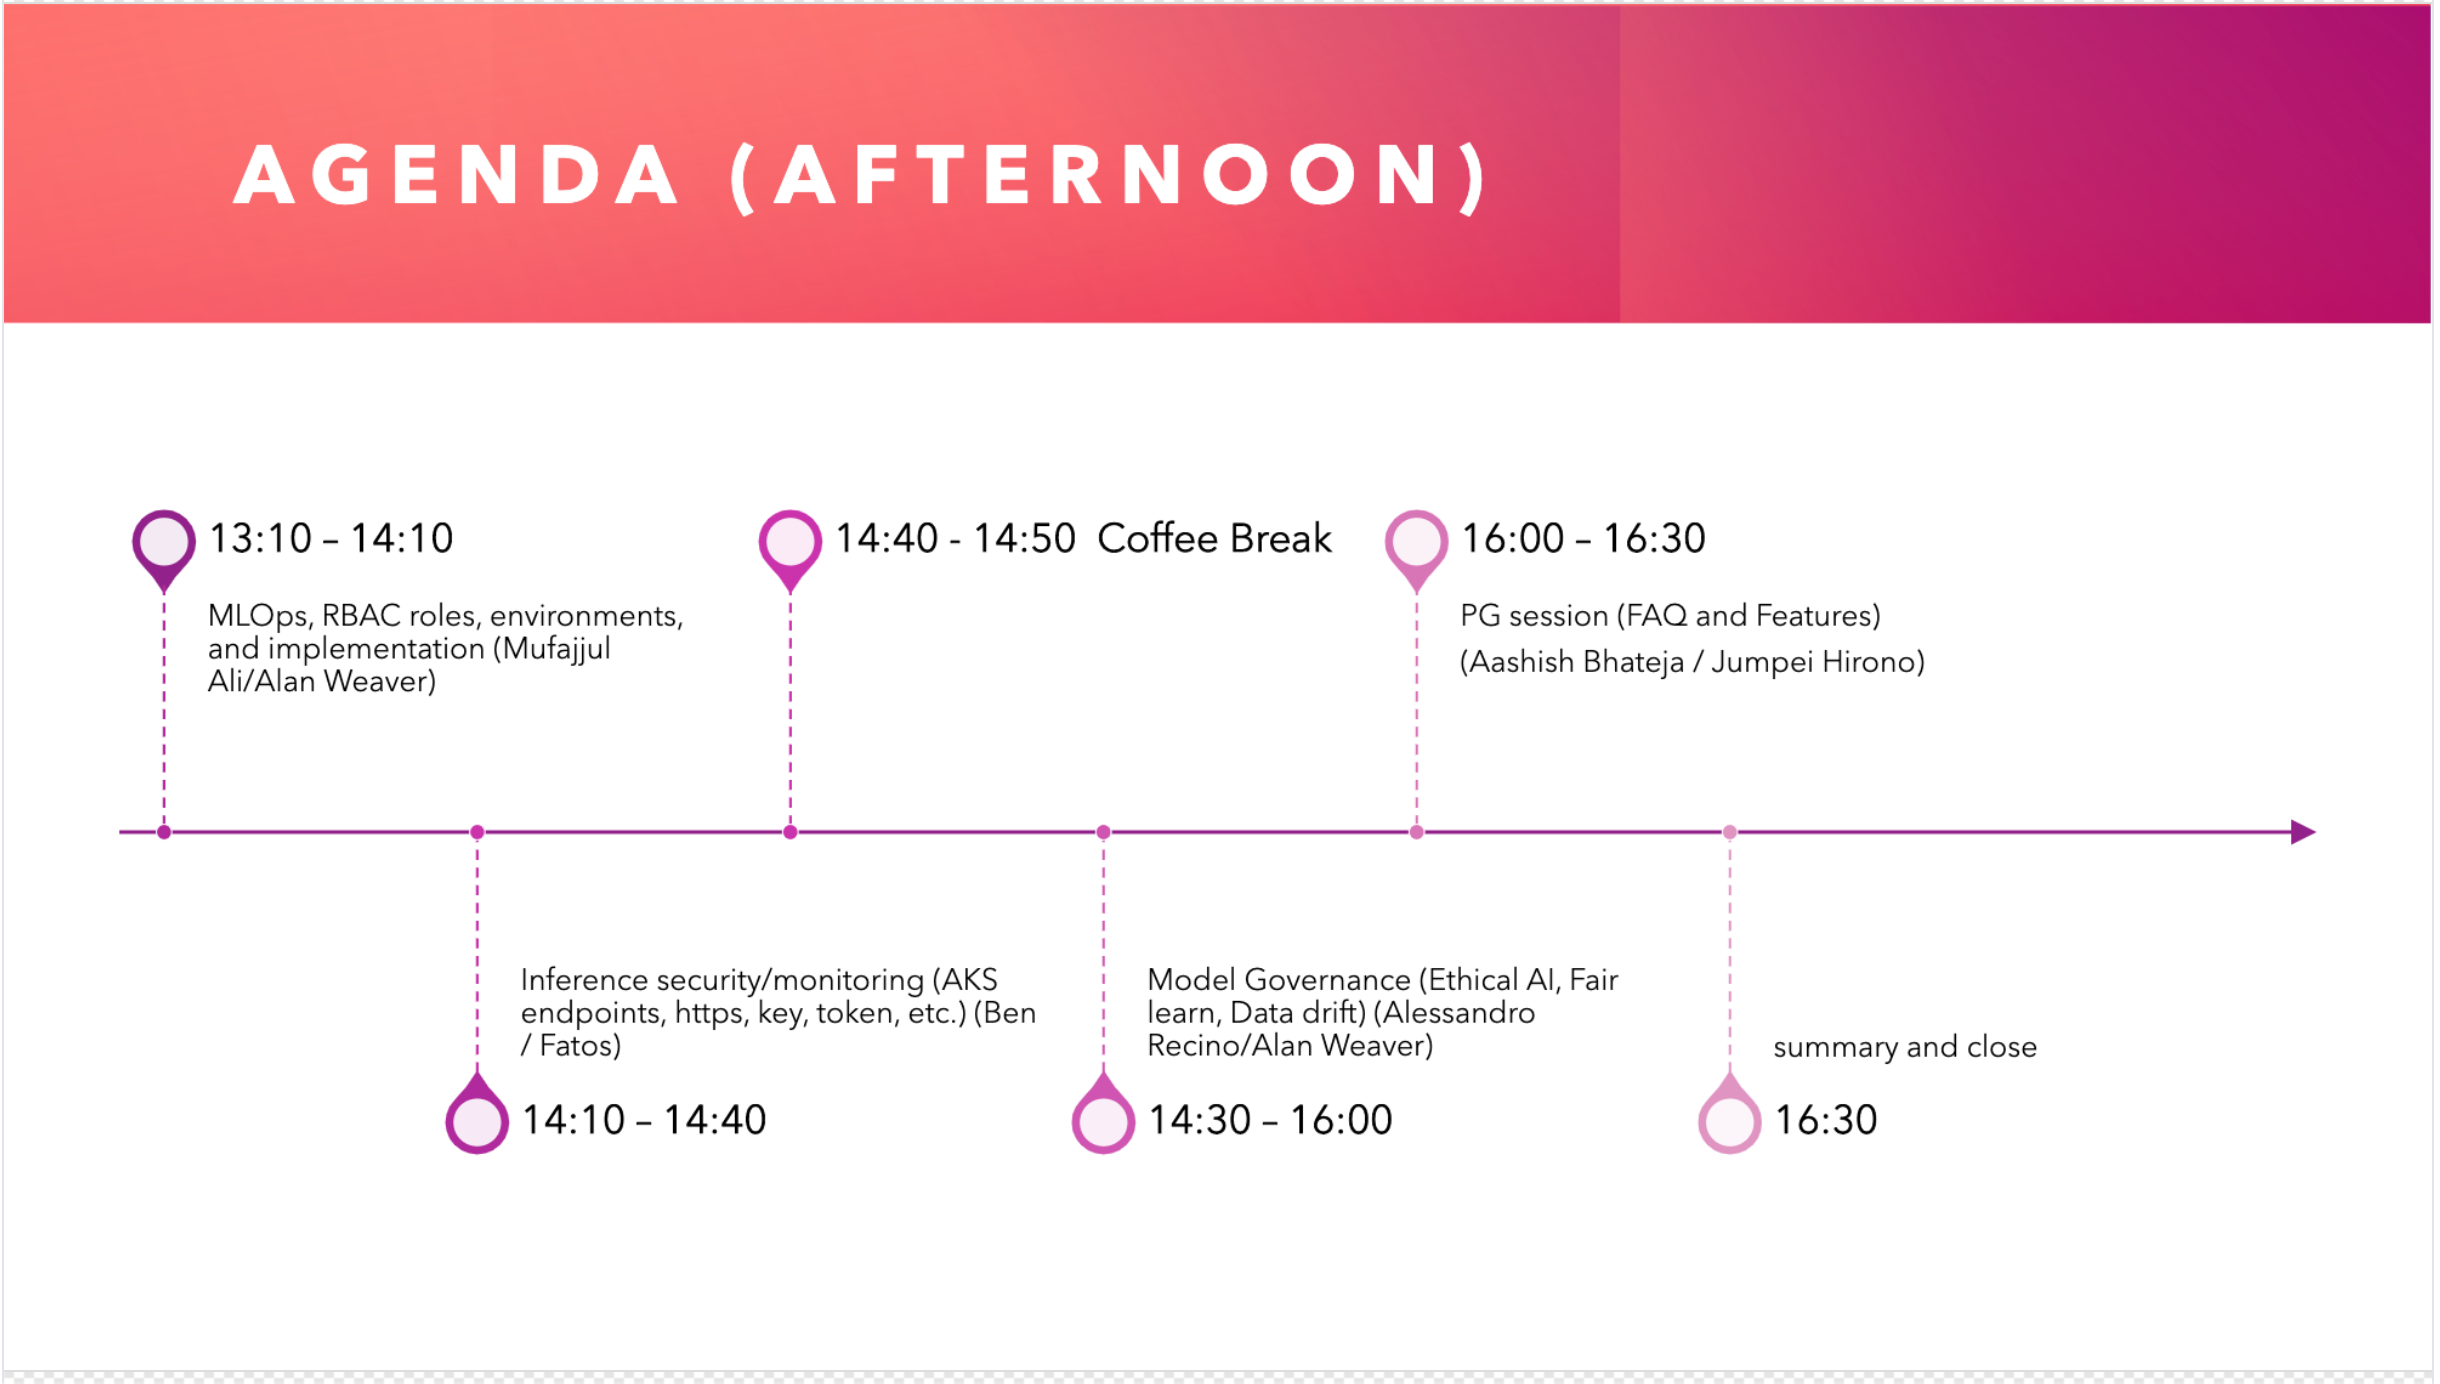 AGENDA (AFTERNOON)
13:10 – 14:10
MLOps, RBAC roles, environments,
and implementation (Mufajjul
Ali/Alan Weaver)
Inference security/monitoring (AKS
endpoints, https, key, token, etc.) (Ben
/ Fatos)
14:10 – 14:40
14:40 - 14:50  Coffee Break
Model Governance (Ethical AI, Fair
learn, Data drift) (Alessandro
Recino/Alan Weaver)
14:30 – 16:00
16:00 – 16:30
PG session (FAQ and Features)
(Aashish Bhateja / Jumpei Hirono)
summary and close
16:30